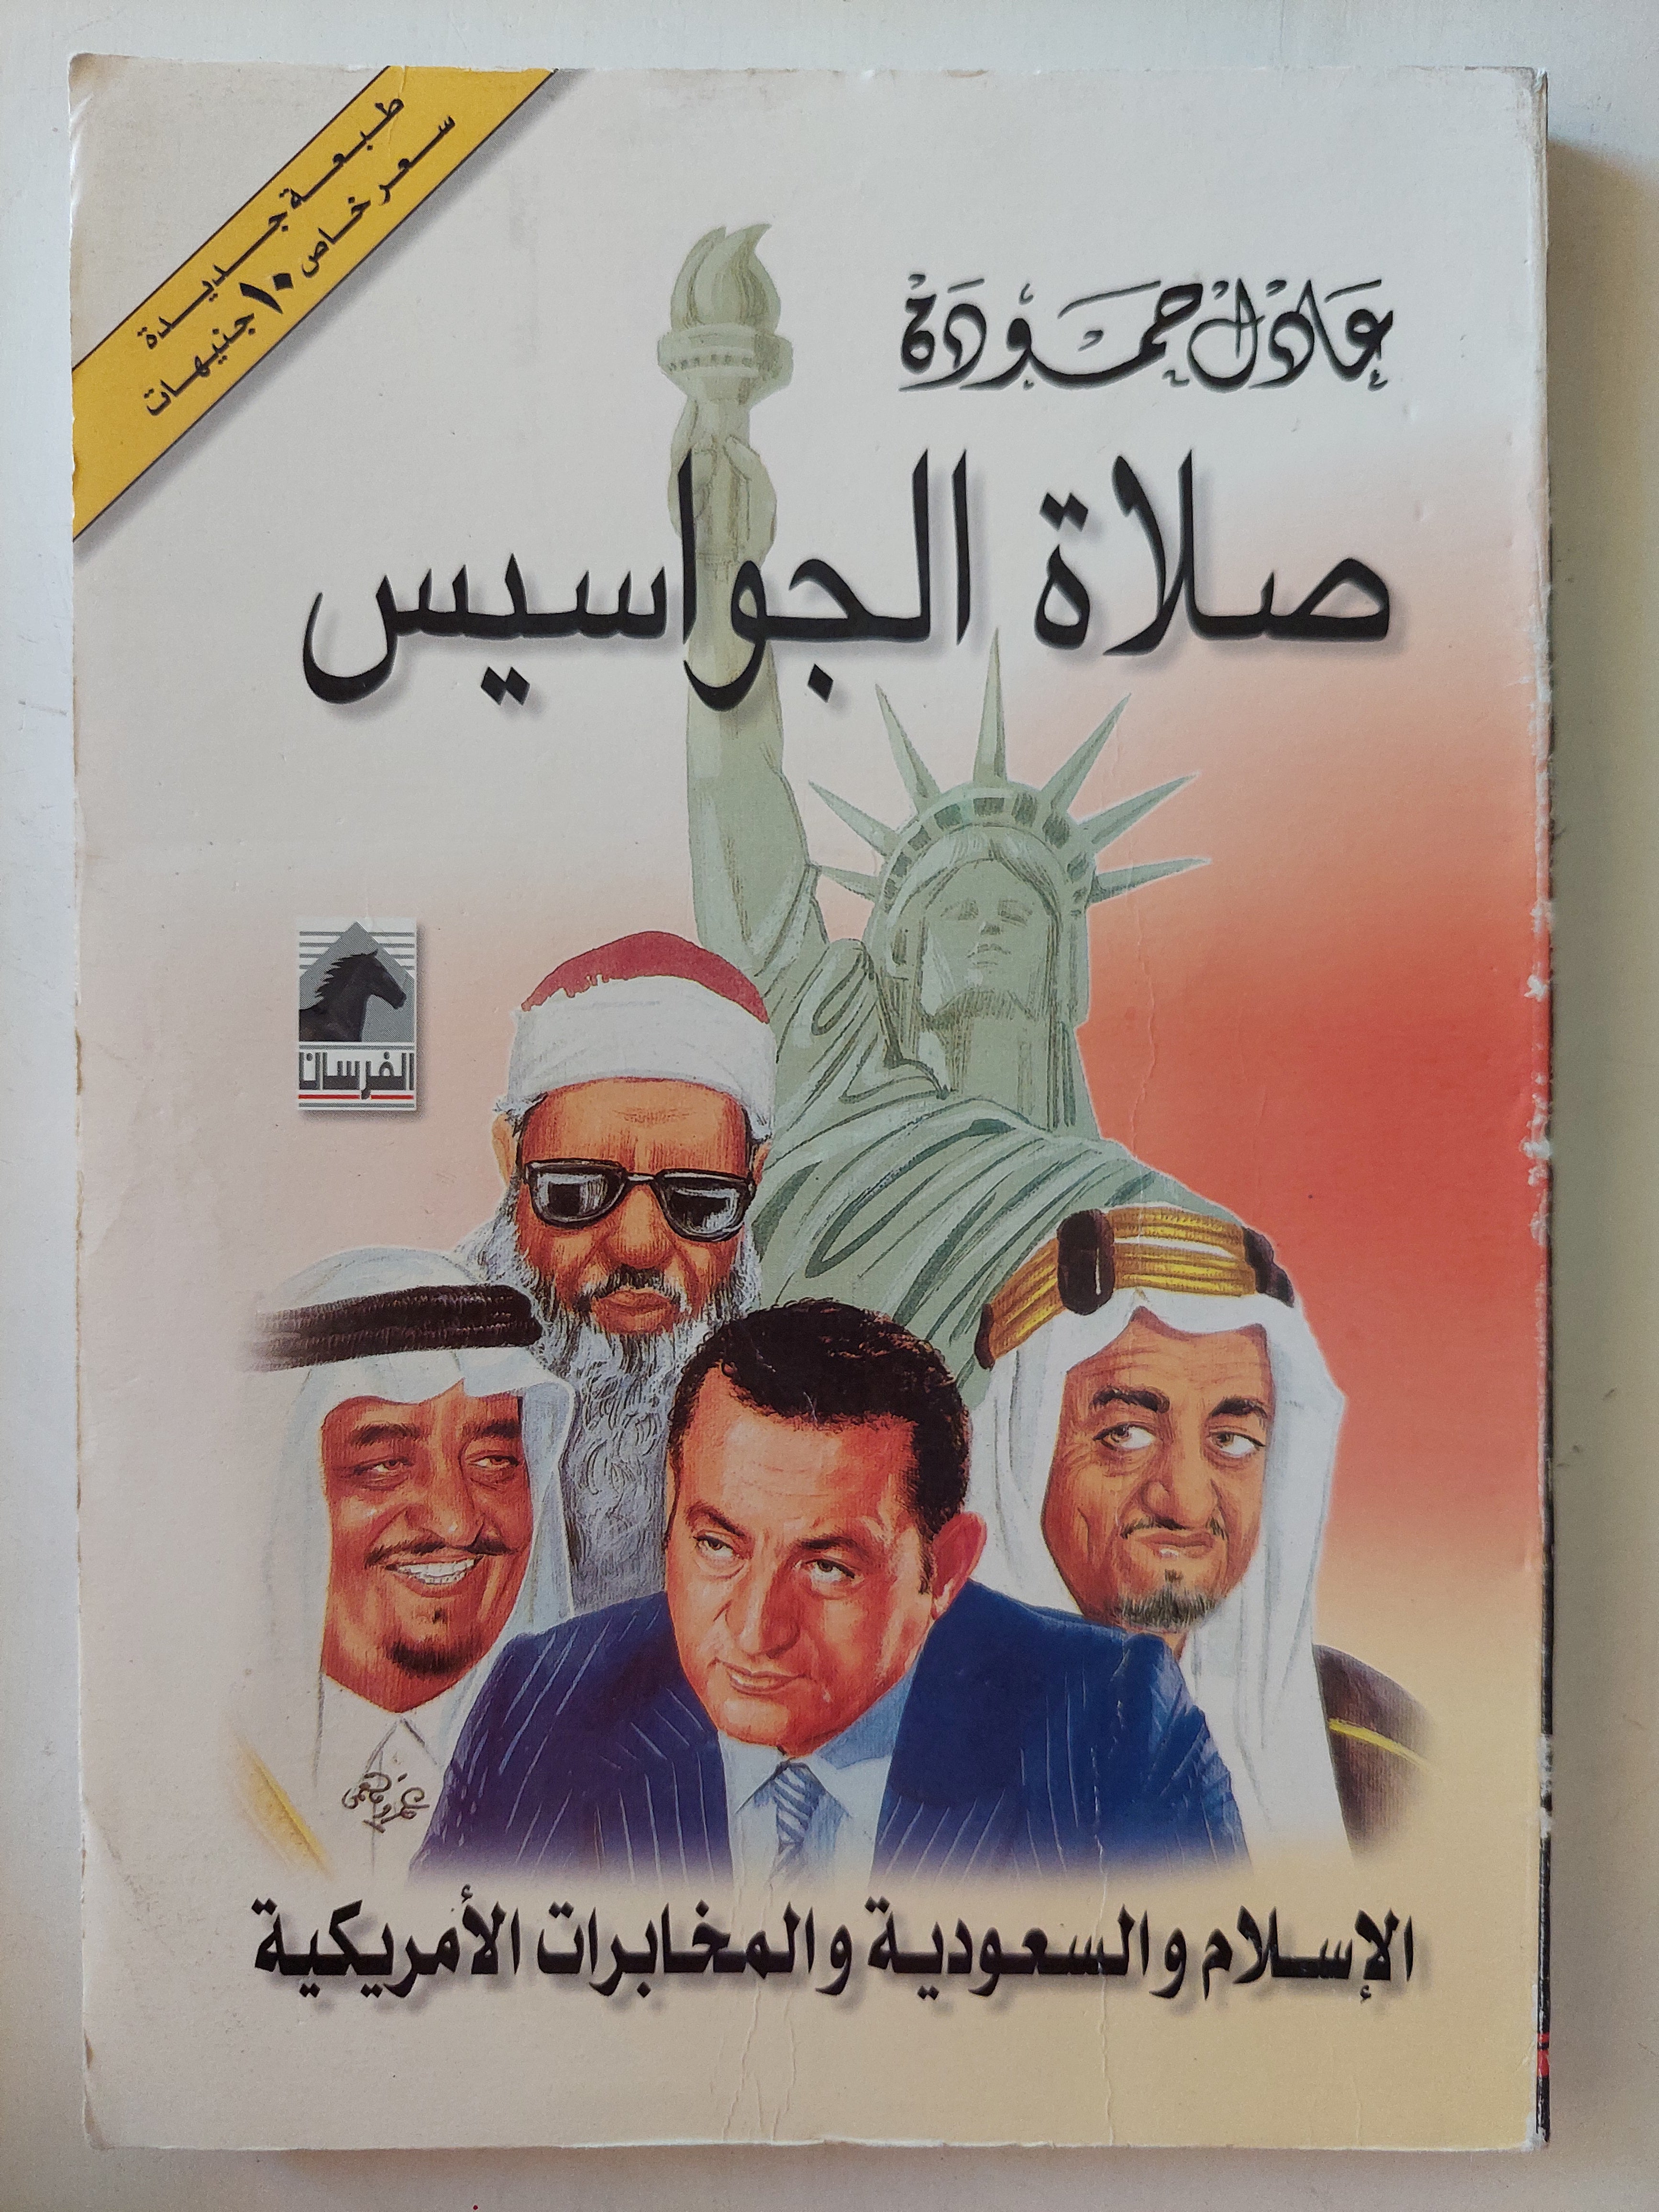 طبعة جديدة
سعر خاص ١٠ جنيهات
عادل حمودة
صلاة الجواسيس
الفرسان
الإسلام والسعودية والمخابرات الأمريكية